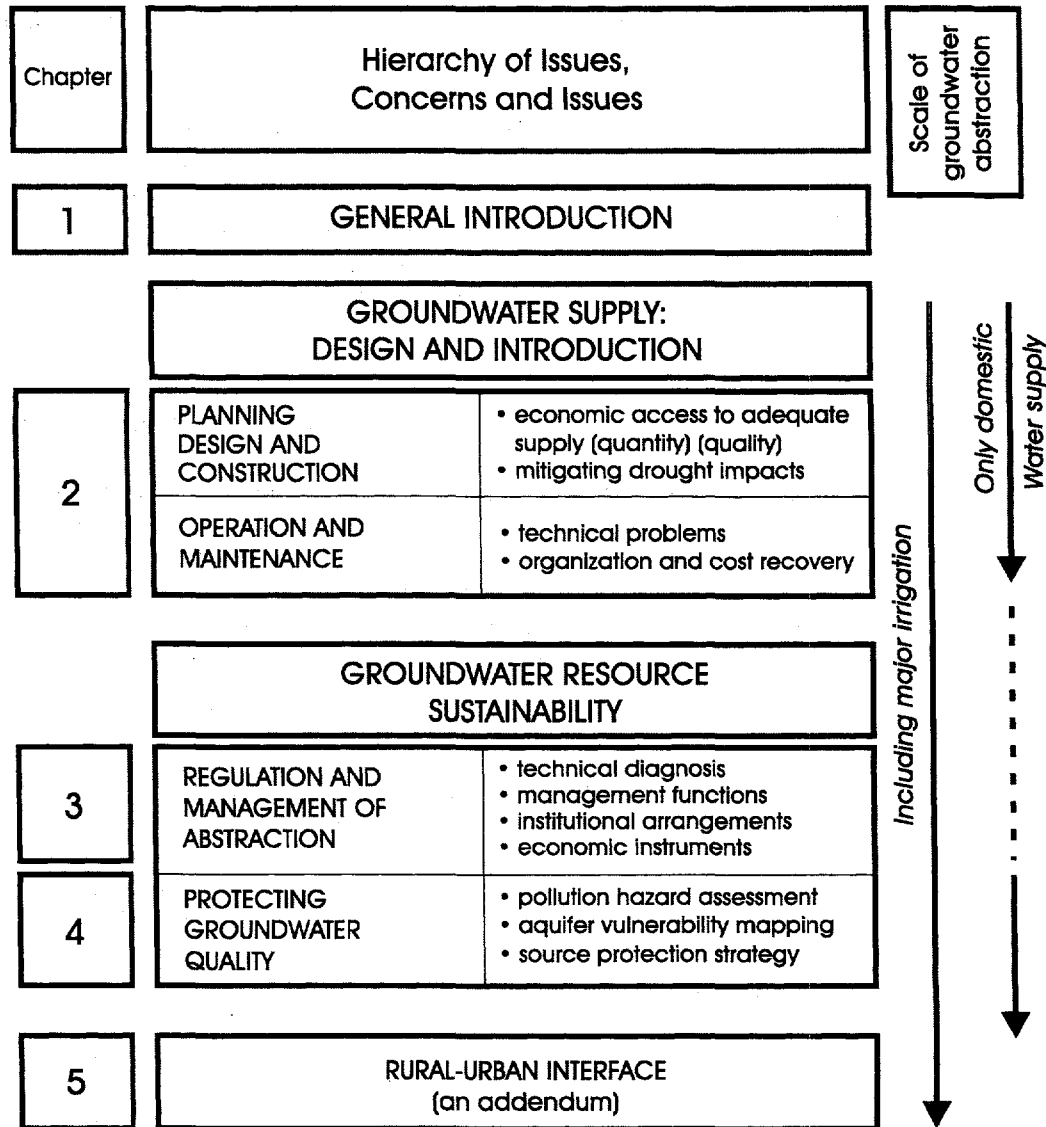 Chapter
Hierarchy of Issues,
Concerns and Issues
Scale of
groundwater
abstraction
1
GENERAL INTRODUCTION
GROUNDWATER SUPPLY:
DESIGN AND INTRODUCTION
2
PLANNING
DESIGN AND
CONSTRUCTION
• economic access to adequate
supply (quantity) (quality)
• mitigating drought impacts
OPERATION AND
MAINTENANCE
• technical problems
• organization and cost recovery
GROUNDWATER RESOURCE
SUSTAINABILITY
3
REGULATION AND
MANAGEMENT OF
ABSTRACTION
• technical diagnosis
• management functions
• institutional arrangements
• economic instruments
4
PROTECTING
GROUNDWATER
QUALITY
• pollution hazard assessment
• aquifer vulnerability mapping
• source protection strategy
5
RURAL-URBAN INTERFACE
(an addendum)
Including major irrigation
Only domestic
Water supply